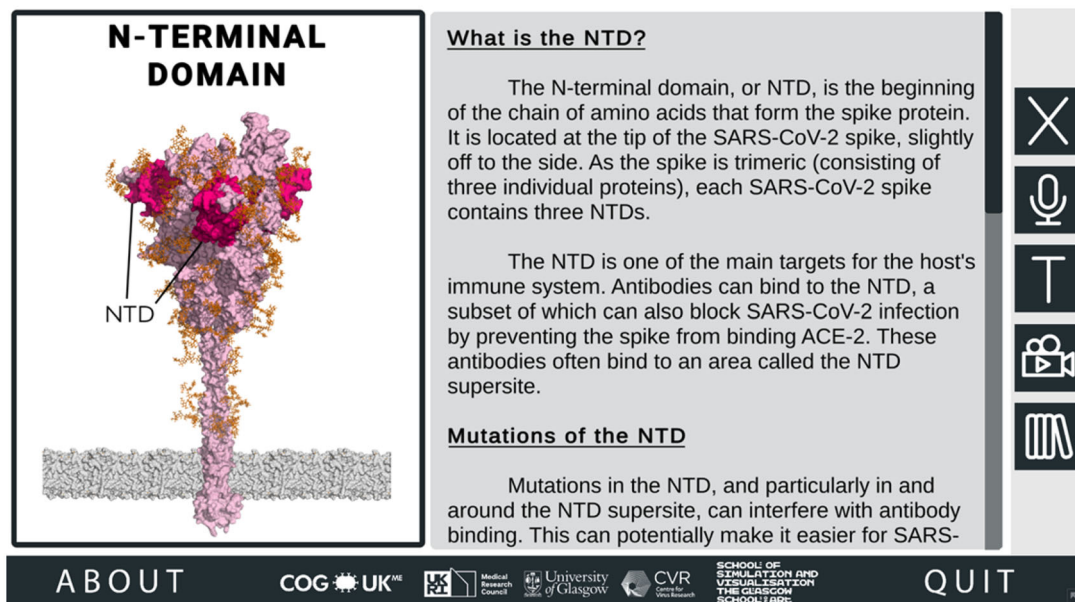 N-TERMINAL
DOMAIN
NTD
What is the NTD?
The N-terminal domain, or NTD, is the beginning
of the chain of amino acids that form the spike protein.
It is located at the tip of the SARS-CoV-2 spike, slightly
off to the side. As the spike is trimeric (consisting of
three individual proteins), each SARS-CoV-2 spike
contains three NTDs.
The NTD is one of the main targets for the host's
immune system. Antibodies can bind to the NTD, a
subset of which can also block SARS-CoV-2 infection
by preventing the spike from binding ACE-2. These
antibodies often bind to an area called the NTD
supersite.
Mutations of the NTD
Mutations in the NTD, and particularly in and
around the NTD supersite, can interfere with antibody
binding. This can potentially make it easier for SARS-
T
ABOUT
COG UK ME
UKRI
Medical
Research
Council
University
of Glasgow
CVR
Centre for
Virus Research
SCHOOL OF
SIMULATION AND
VISUALISATION
THE GLASGOW
SCHOOL OF ART
QUIT